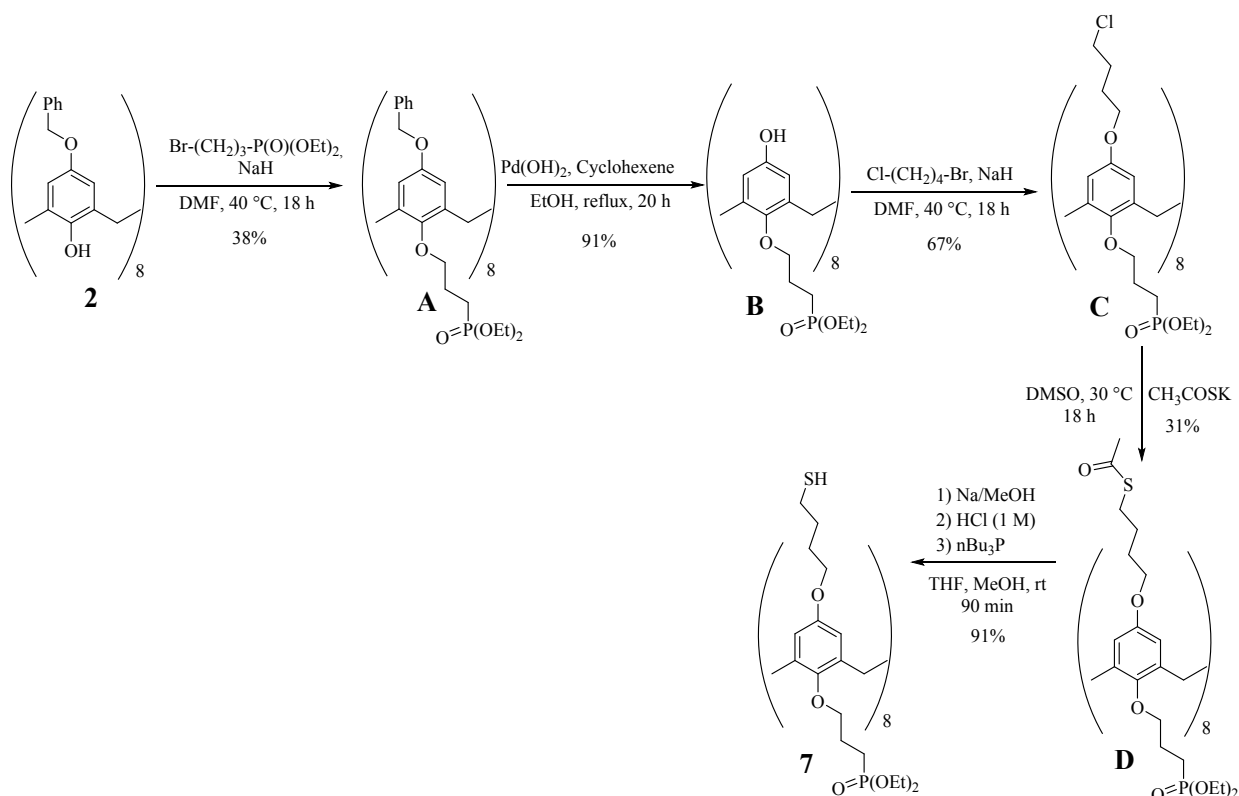 Ph
O
OH
8
2
Br-(CH2)3-P(O)(OEt)2,
NaH
DMF, 40 °C, 18 h
38%
Ph
O
O
8
A
O=P(OEt)2
Pd(OH)2, Cyclohexene
EtOH, reflux, 20 h
91%
OH
O
8
B
O=P(OEt)2
Cl-(CH2)4-Br, NaH
DMF, 40 °C, 18 h
67%
Cl
O
O
8
C
O=P(OEt)2
DMSO, 30 °C
18 h
CH3COSK
31%
O
S
O
O
8
D
O=P(OEt)2
1) Na/MeOH
2) HCl (1 M)
3) nBu3P
THF, MeOH, rt
90 min
91%
SH
O
O
8
7
O=P(OEt)2